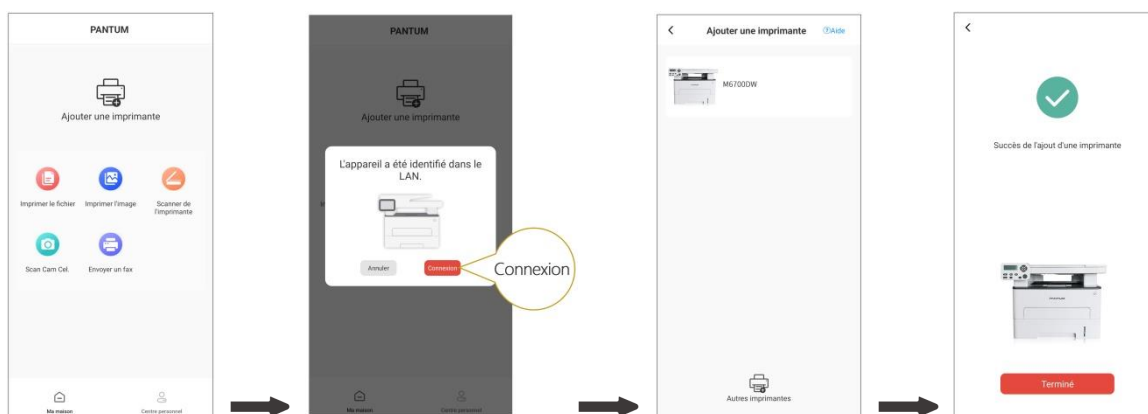 PANTUM
Ajouter une imprimante
Imprimer le fichier
Imprimer l'image
Scanner de
l'imprimante
Scan Cam Cel.
Envoyer un fax
Ma maison
Centre personnel
PANTUM
Ajouter une imprimante
L'appareil a été identifié dans le
LAN.
Annuler
Connexion
Connexion
Ma maison
Centre personnel
Ajouter une imprimante
Aide
M6700DW
Autres imprimantes
Succès de l'ajout d'une imprimante
Terminé